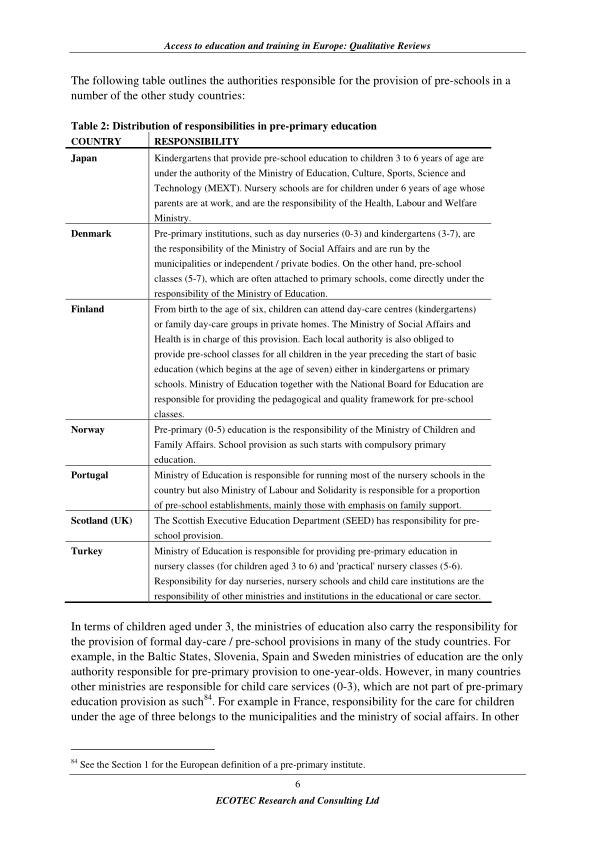 Access to education and training in Europe: Qualitative Reviews
The following table outlines the authorities responsible for the provision of pre-schools in a
number of the other study countries:
Table 2: Distribution of responsibilities in pre-primary education
COUNTRY RESPONSIBILITY
Japan Kindergartens that provide pre-school education to children 3 to 6 years of age are
under the authority of the Ministry of Education, Culture, Sports, Science and
Technology (MEXT). Nursery schools are for children under 6 years of age whose
parents are at work, and are the responsibility of the Health, Labour and Welfare
Ministry.
Denmark Pre-primary institutions, such as day nurseries (0-3) and kindergartens (3-7), are
the responsibility of the Ministry of Social Affairs and are run by the
municipalities or independent / private bodies. On the other hand, pre-school
classes (5-7), which are often attached to primary schools, come directly under the
responsibility of the Ministry of Education.
Finland From birth to the age of six, children can attend day-care centres (kindergartens)
or family day-care groups in private homes. The Ministry of Social Affairs and
Health is in charge of this provision. Each local authority is also obliged to
provide pre-school classes for all children in the year preceding the start of basic
education (which begins at the age of seven) either in kindergartens or primary
schools. Ministry of Education together with the National Board for Education are
responsible for providing the pedagogical and quality framework for pre-school
classes.
Norway Pre-primary (0-5) education is the responsibility of the Ministry of Children and
Family Affairs. School provision as such starts with compulsory primary
education.
Portugal Ministry of Education is responsible for running most of the nursery schools in the
country but also Ministry of Labour and Solidarity is responsible for a proportion
of pre-school establishments, mainly those with emphasis on family support.
Scotland (UK) The Scottish Executive Education Department (SEED) has responsibility for pre-
school provision.
Turkey Ministry of Education is responsible for providing pre-primary education in
nursery classes (for children aged 3 to 6) and 'practical' nursery classes (5-6).
Responsibility for day nurseries, nursery schools and child care institutions are the
responsibility of other ministries and institutions in the educational or care sector.
In terms of children aged under 3, the ministries of education also carry the responsibility for
the provision of formal day-care / pre-school provisions in many of the study countries. For
example, in the Baltic States, Slovenia, Spain and Sweden ministries of education are the only
authority responsible for pre-primary provision to one-year-olds. However, in many countries
other ministries are responsible for child care services (0-3), which are not part of pre-primary
education provision as such84. For example in France, responsibility for the care for children
under the age of three belongs to the municipalities and the ministry of social affairs. In other
84 See the Section 1 for the European definition of a pre-primary institute.
6
ECOTEC Research and Consulting Ltd